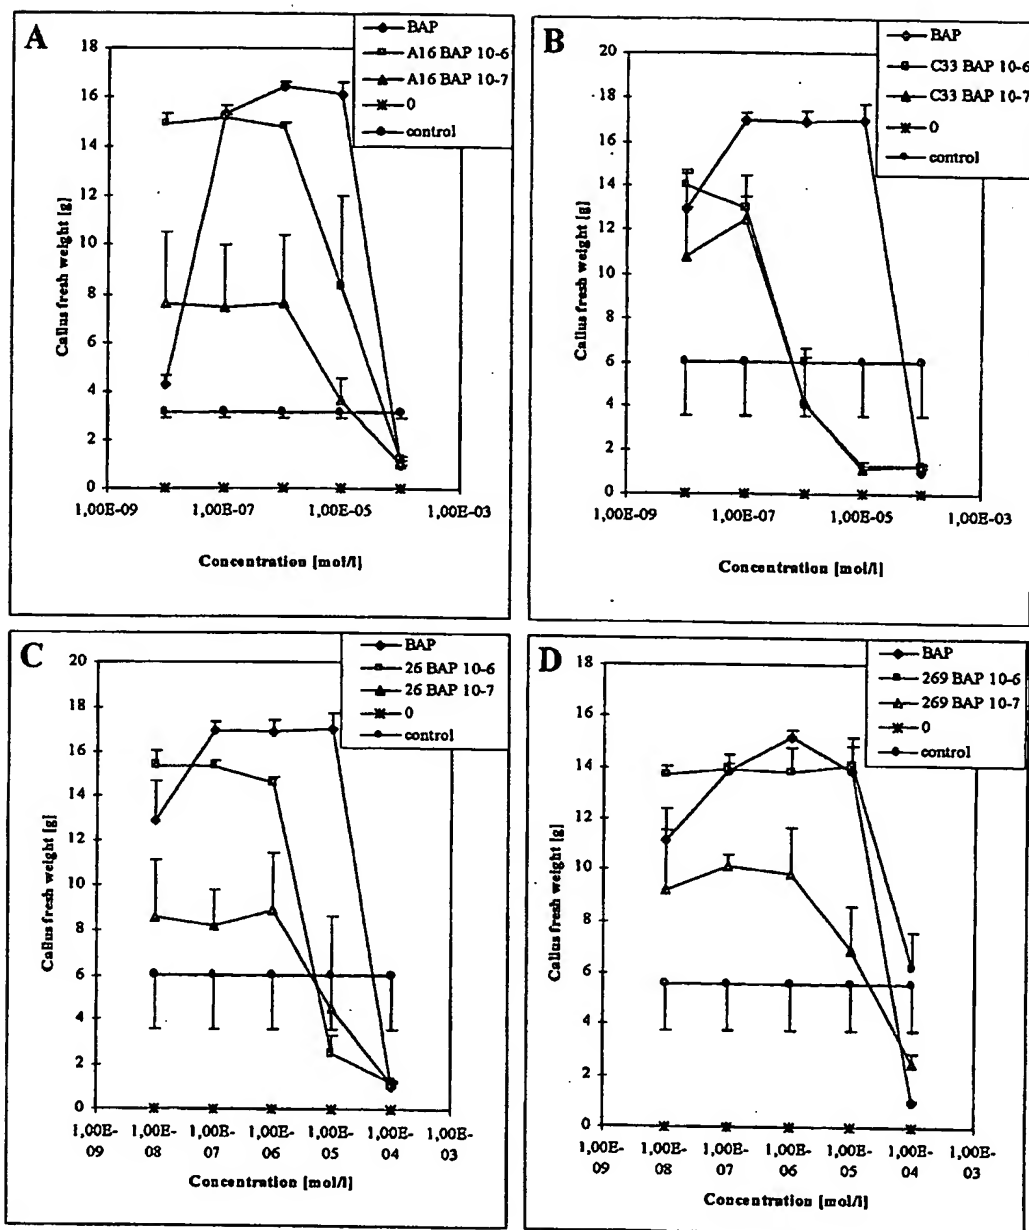 A
BAP
A16 BAP 10-6
A16 BAP 10-7
0
control
Callus fresh weight [g]
18
16
14
12
10
8
6
4
2
0
1,00E-09 1,00E-07 1,00E-05 1,00E-03
Concentration [mol/l]
B
BAP
C33 BAP 10-6
C33 BAP 10-7
0
control
Callus fresh weight [g]
20
18
16
14
12
10
8
6
4
2
0
1,00E-09 1,00E-07 1,00E-05 1,00E-03
Concentration [mol/l]
C
BAP
26 BAP 10-6
26 BAP 10-7
0
control
Callus fresh weight [g]
20
18
16
14
12
10
8
6
4
2
0
1,00E- 1,00E- 1,00E- 1,00E- 1,00E- 1,00E- 1,00E-
09 08 07 06 05 04 03
Concentration [mol/l]
D
BAP
269 BAP 10-6
269 BAP 10-7
0
control
Callus fresh weight [g]
18
16
14
12
10
8
6
4
2
0
1,00E- 1,00E- 1,00E- 1,00E- 1,00E- 1,00E- 1,00E-
09 08 07 06 05 04 03
Concentration [mol/l]